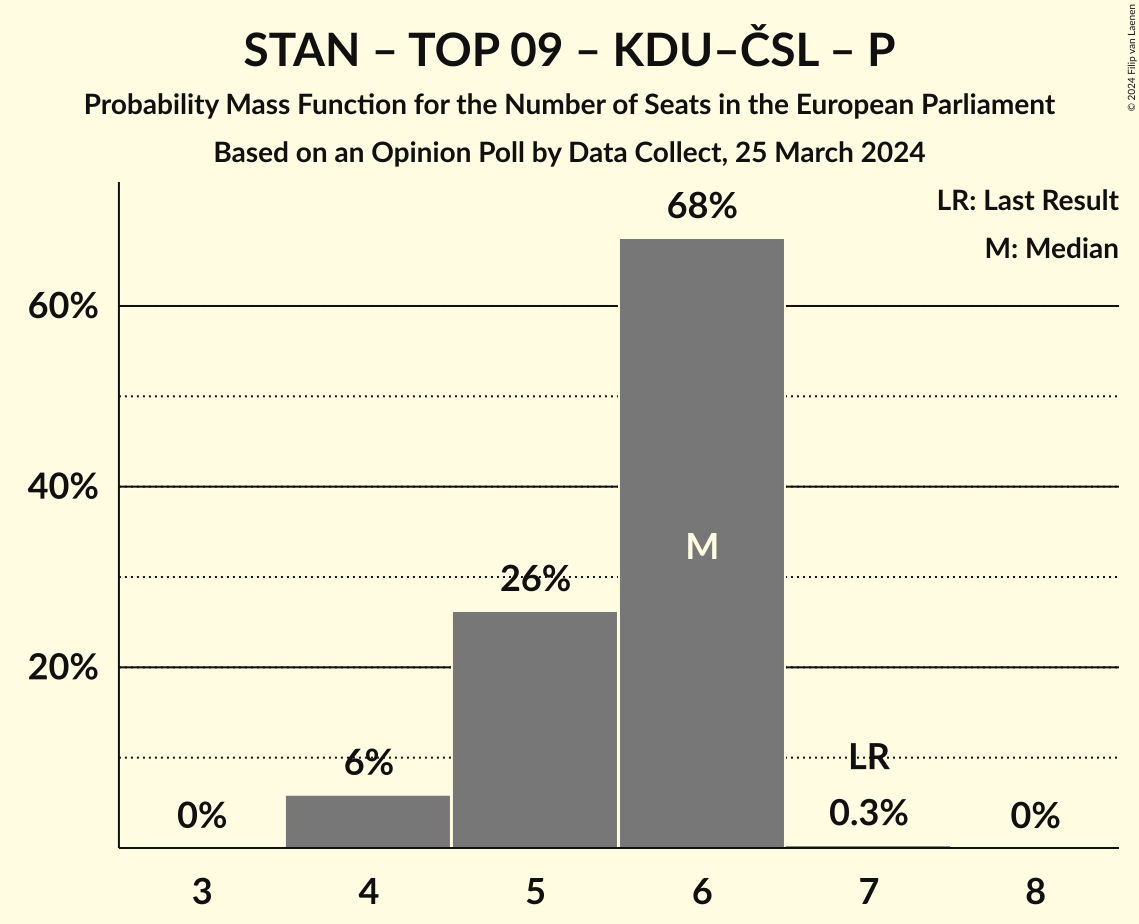 STAN – TOP 09 – KDU–ČSL – P
Probability Mass Function for the Number of Seats in the European Parliament
Based on an Opinion Poll by Data Collect, 25 March 2024
© 2024 Filip van Laenen
LR: Last Result
M: Median
68%
60%
40%
M
26%
20%
6%
LR
0%
0.3%
0%
3
4
5
6
7
8